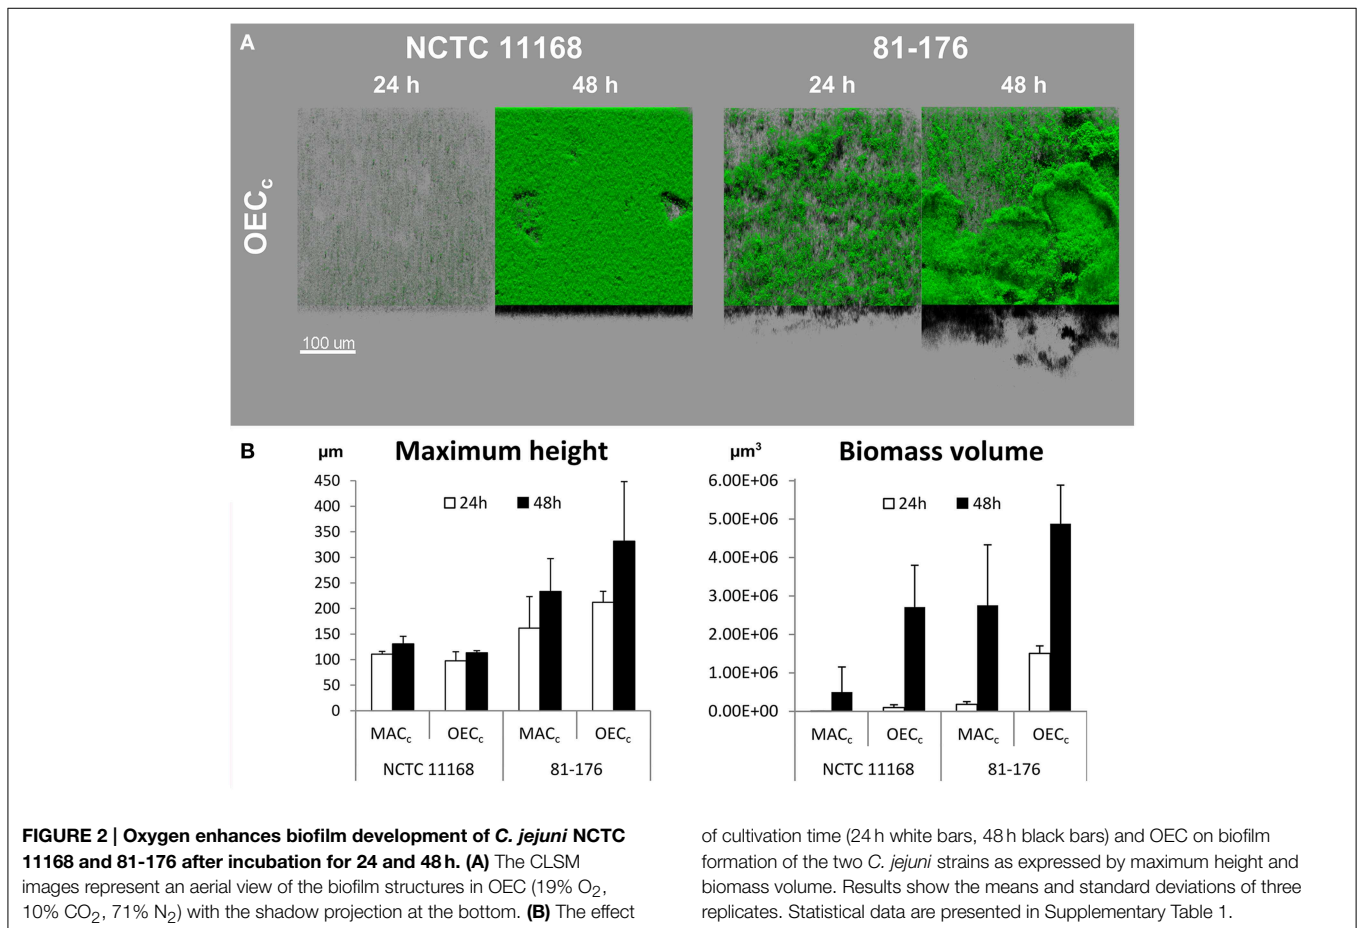 A
NCTC 11168
81-176
24 h
48 h
24 h
48 h
OECc
100 um
B
µm
Maximum height
450
400
350
300
250
200
150
100
50
0
24h
48h
MACc
OECc
MACc
OECc
NCTC 11168
81-176
µm³
Biomass volume
6.00E+06
5.00E+06
4.00E+06
3.00E+06
2.00E+06
1.00E+06
0.00E+00
24h
48h
MACc
OECc
MACc
OECc
NCTC 11168
81-176
FIGURE 2 | Oxygen enhances biofilm development of C. jejuni NCTC
11168 and 81-176 after incubation for 24 and 48 h. (A) The CLSM
images represent an aerial view of the biofilm structures in OEC (19% O₂,
10% CO₂, 71% N₂) with the shadow projection at the bottom. (B) The effect
of cultivation time (24 h white bars, 48 h black bars) and OEC on biofilm
formation of the two C. jejuni strains as expressed by maximum height and
biomass volume. Results show the means and standard deviations of three
replicates. Statistical data are presented in Supplementary Table 1.